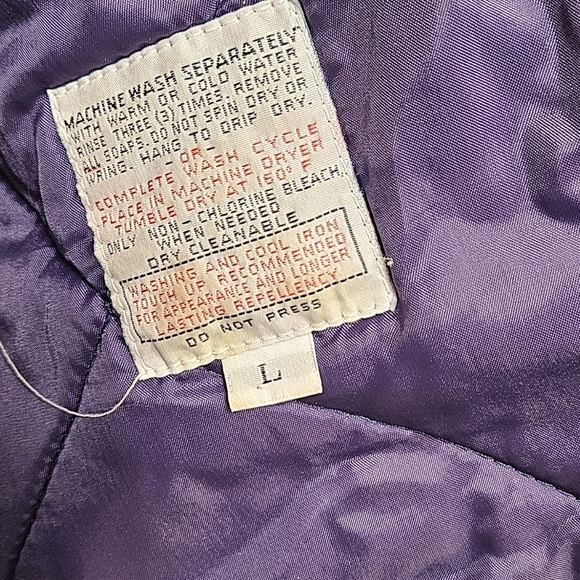 MACHINE WASH SEPARATELY
WITH WARM OR COLD WATER
RINSE THREE (3) TIMES. REMOVE
ALL SOAPS. DO NOT SPIN DRY OR
WRING - HANG TO DRIP DRY.
-OR-
COMPLETE WASH CYCLE
PLACE IN MACHINE DRYER
TUMBLE DRY AT 160° F
ONLY NON-CHLORINE BLEACH.
WHEN NEEDED
DRY CLEANABLE
WASHING AND COOL IRON
TOUCH UP, RECOMMENDED
FOR APPEARANCE AND LONGER
LASTING REPELLENCY
DO NOT PRESS
L